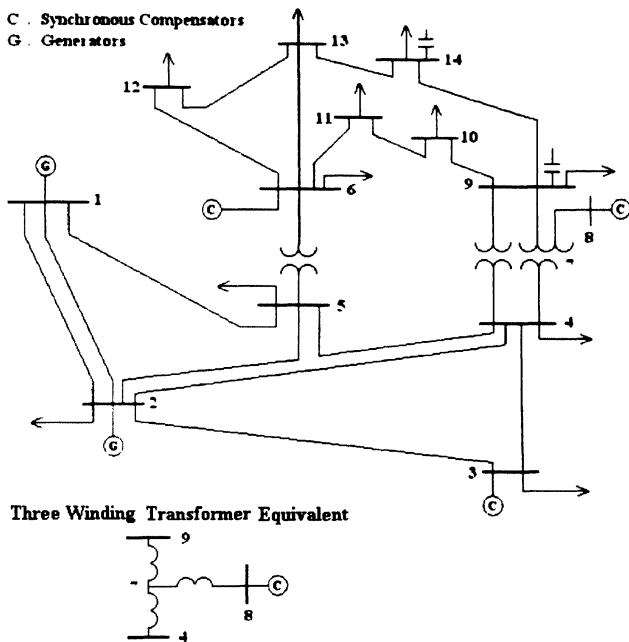 C . Synchronous Compensators
G . Generators
13
14
12
11
10
G
1
6
C
9
C
8
5
4
2
G
3
C
Three Winding Transformer Equivalent
9
C
8
4